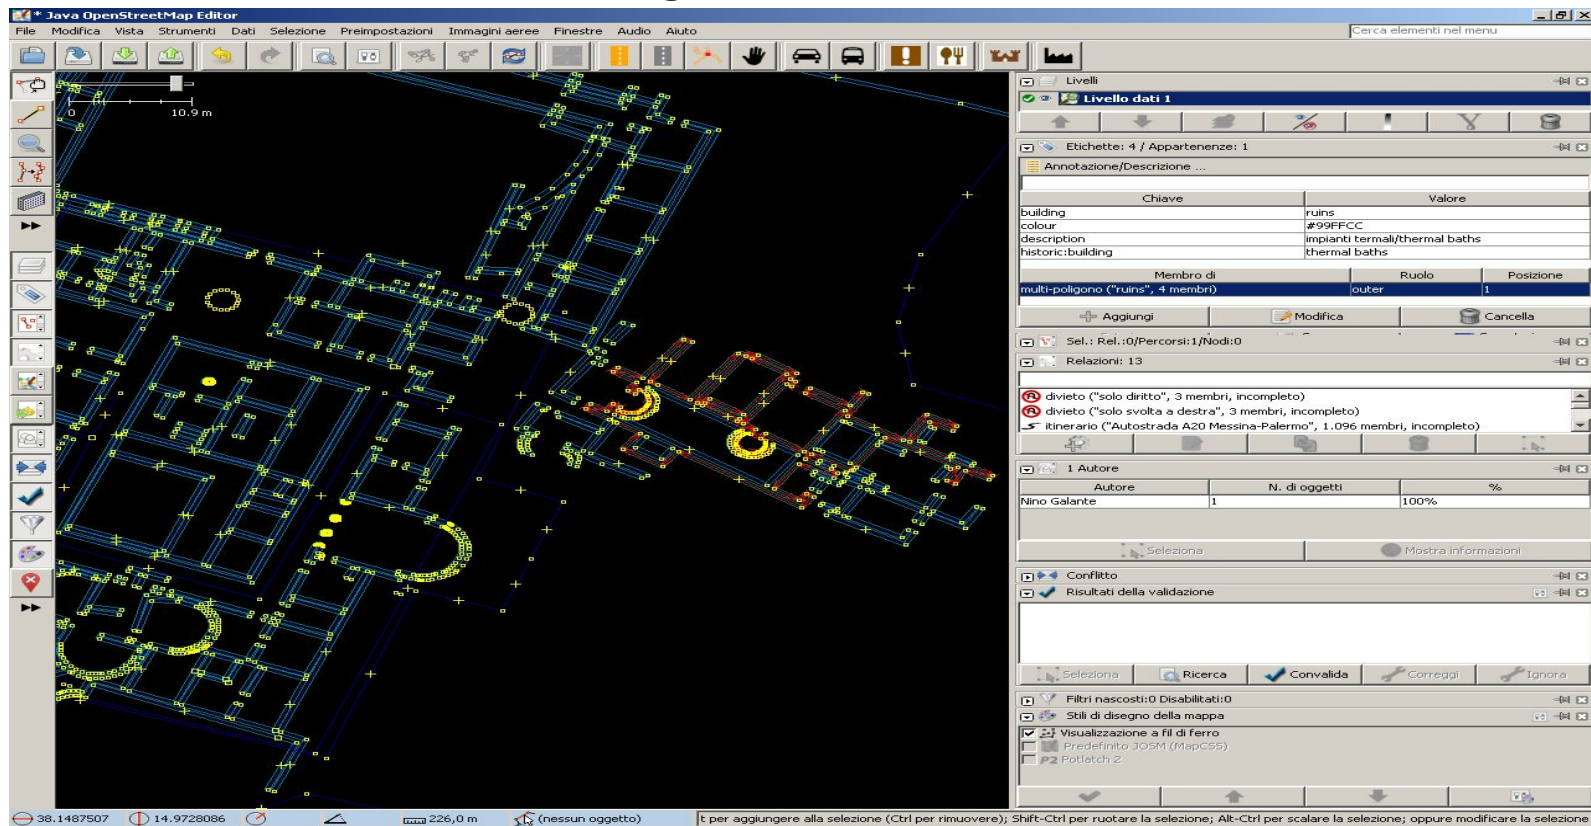 * Java OpenStreetMap Editor
File Modifica Vista Strumenti Dati Selezione Preimpostazioni Immagini aeree Finestre Audio Aiuto
Cerca elementi nel menu
0 10.9 m
Livelli
Livello dati 1
Etichette: 4 / Appartenenze: 1
Annotazione/Descrizione ...
Chiave Valore
building ruins
colour #99FFCC
description impianti termali/thermal baths
historic:building thermal baths
Membro di Ruolo Posizione
multi-poligono ("ruins", 4 membri) outer 1
Aggiungi Modifica Cancella
Sel.: Rel.:0/Percorsi:1/Nodi:0
Relazioni: 13
divieto ("solo diritto", 3 membri, incompleto)
divieto ("solo svolta a destra", 3 membri, incompleto)
itinerario ("Autostrada A20 Messina-Palermo", 1.096 membri, incompleto)
1 Autore
Autore N. di oggetti %
Nino Galante 1 100%
Seleziona Mostra informazioni
Conflitto
Risultati della validazione
Seleziona Ricerca Convalida Correggi Ignora
Filtri nascosti:0 Disabilitati:0
Stili di disegno della mappa
Visualizzazione a fil di ferro
Predefinito JOSM (MapCSS)
P2 Potlatch 2
38.1487507 14.9728086 226,0 m (nessun oggetto) t per aggiungere alla selezione (Ctrl per rimuovere); Shift-Ctrl per ruotare la selezione; Alt-Ctrl per scalare la selezione; oppure modificare la selezione